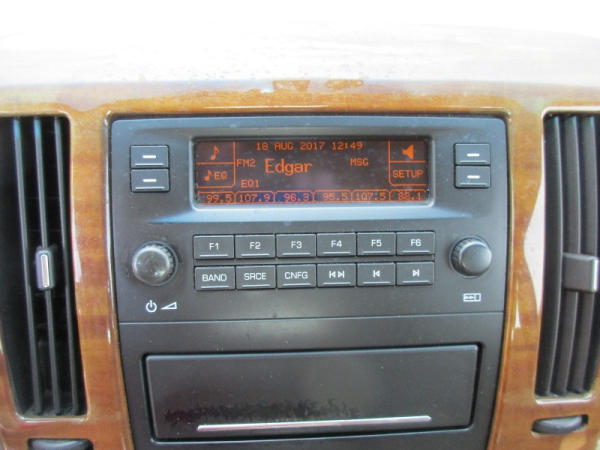 18 AUG 2017 12:49
FM2 Edgar MSG
EQ SETUP
EQ1
99.5 107.9 96.3 95.5 107.5 88.1
F1 F2 F3 F4 F5 F6
BAND SRCE CNFG